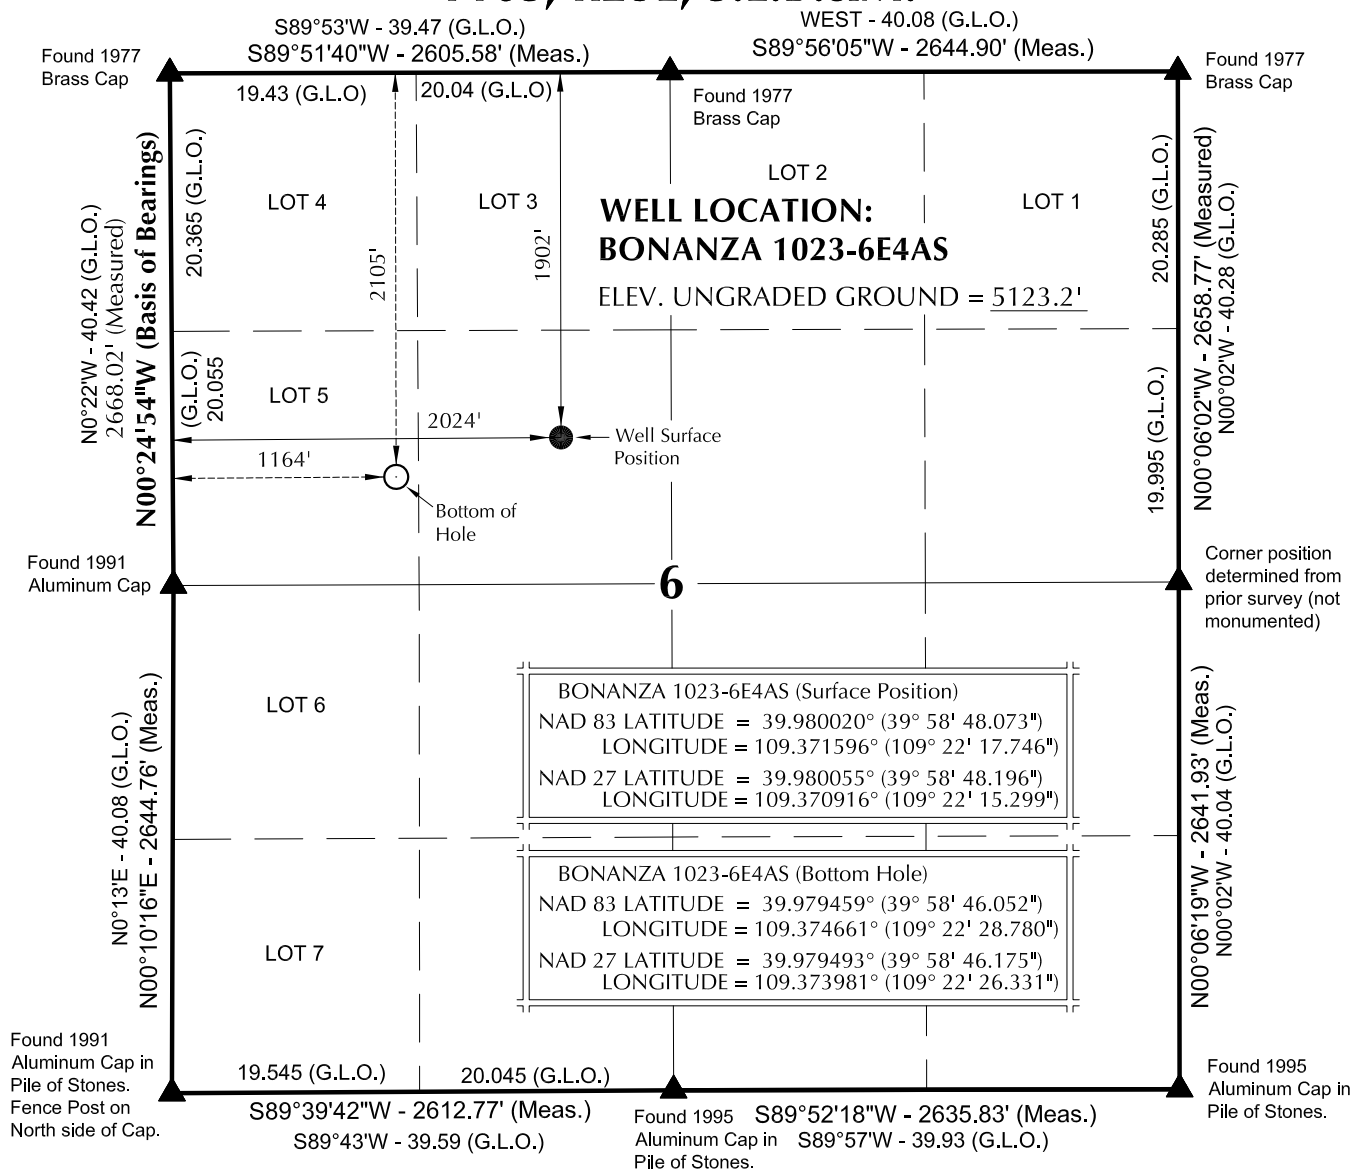 S89°53'W - 39.47 (G.L.O.)
WEST - 40.08 (G.L.O.)
S89°51'40"W - 2605.58' (Meas.)
S89°56'05"W - 2644.90' (Meas.)
Found 1977
Brass Cap
Found 1977
Brass Cap
19.43 (G.L.O)
20.04 (G.L.O)
Found 1977
Brass Cap
N0°22'W - 40.42 (G.L.O.)
2668.02' (Measured)
N00°24'54"W (Basis of Bearings)
20.365 (G.L.O.)
LOT 4
LOT 3
LOT 2
LOT 1
2105'
1902'
WELL LOCATION:
BONANZA 1023-6E4AS
ELEV. UNGRADED GROUND = 5123.2'
20.285 (G.L.O.)
N00°06'02"W - 2658.77' (Measured)
N00°02'W - 40.28 (G.L.O.)
(G.L.O.)
20.055
LOT 5
2024'
Well Surface
Position
1164'
Bottom of
Hole
19.995 (G.L.O.)
Found 1991
Aluminum Cap
6
Corner position
determined from
prior survey (not
monumented)
N0°13'E - 40.08 (G.L.O.)
N00°10'16"E - 2644.76' (Meas.)
LOT 6
BONANZA 1023-6E4AS (Surface Position)
NAD 83 LATITUDE = 39.980020° (39° 58' 48.073")
LONGITUDE = 109.371596° (109° 22' 17.746")
NAD 27 LATITUDE = 39.980055° (39° 58' 48.196")
LONGITUDE = 109.370916° (109° 22' 15.299")
N00°06'19"W - 2641.93' (Meas.)
N00°02'W - 40.04 (G.L.O.)
LOT 7
BONANZA 1023-6E4AS (Bottom Hole)
NAD 83 LATITUDE = 39.979459° (39° 58' 46.052")
LONGITUDE = 109.374661° (109° 22' 28.780")
NAD 27 LATITUDE = 39.979493° (39° 58' 46.175")
LONGITUDE = 109.373981° (109° 22' 26.331")
Found 1991
Aluminum Cap in
Pile of Stones.
Fence Post on
North side of Cap.
19.545 (G.L.O.)
20.045 (G.L.O.)
S89°39'42"W - 2612.77' (Meas.)
S89°43'W - 39.59 (G.L.O.)
Found 1995
Aluminum Cap in
Pile of Stones.
S89°52'18"W - 2635.83' (Meas.)
S89°57'W - 39.93 (G.L.O.)
Found 1995
Aluminum Cap in
Pile of Stones.